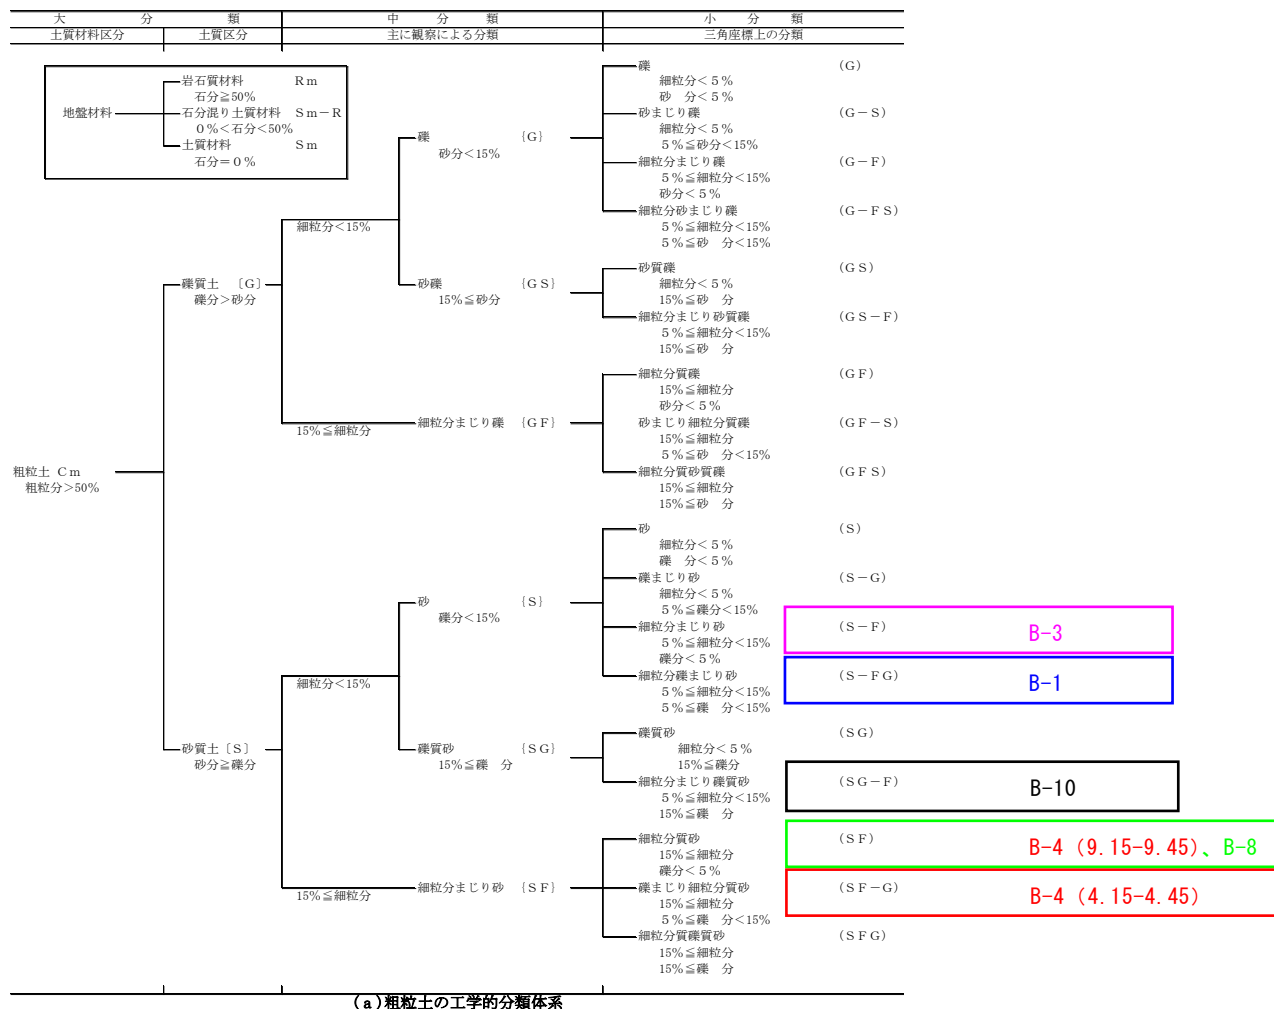 大 分 類 中 分 類 小 分 類
土質材料区分 土質区分 主に観察による分類 三角座標上の分類
礫 (G)
細粒分<5%
砂 分<5%
砂まじり礫 (G-S)
細粒分<5%
5%≦砂分<15%
細粒分まじり礫 (G-F)
5%≦細粒分<15%
砂分<5%
細粒分砂まじり礫 (G-FS)
5%≦細粒分<15%
5%≦砂 分<15%
岩石質材料 Rm
石分≧50%
地盤材料 石分混り土質材料 Sm-R
0%<石分<50%
土質材料 Sm
石分=0%
礫 {G}
砂分<15%
細粒分<15%
砂質礫 (GS)
細粒分<5%
15%≦砂 分
細粒分まじり砂質礫 (GS-F)
5%≦細粒分<15%
15%≦砂 分
礫質土 〔G〕
礫分>砂分
砂礫 {GS}
15%≦砂分
細粒分質礫 (GF)
15%≦細粒分
砂分<5%
砂まじり細粒分質礫 (GF-S)
15%≦細粒分
5%≦砂 分<15%
細粒分質砂質礫 (GFS)
15%≦細粒分
15%≦砂 分
15%≦細粒分
細粒分まじり礫 {GF}
粗粒土 Cm
粗粒分>50%
砂 (S)
細粒分<5%
礫 分<5%
礫まじり砂 (S-G)
細粒分<5%
5%≦礫分<15%
細粒分まじり砂 (S-F) B-3
5%≦細粒分<15%
礫分<5%
細粒分礫まじり砂 (S-FG) B-1
5%≦細粒分<15%
5%≦礫 分<15%
砂 {S}
礫分<15%
細粒分<15%
礫質砂 (SG)
細粒分<5%
15%≦礫分
細粒分まじり礫質砂 (SG-F) B-10
5%≦細粒分<15%
15%≦礫 分
砂質土〔S〕
砂分≧礫分
礫質砂 {SG}
15%≦礫 分
細粒分質砂 (SF) B-4 (9.15-9.45)、B-8
15%≦細粒分
礫分<5%
礫まじり細粒分質砂 (SF-G) B-4 (4.15-4.45)
15%≦細粒分
5%≦礫 分<15%
細粒分質礫質砂 (SFG)
15%≦細粒分
15%≦礫 分
15%≦細粒分
細粒分まじり砂 {SF}
(a)粗粒土の工学的分類体系